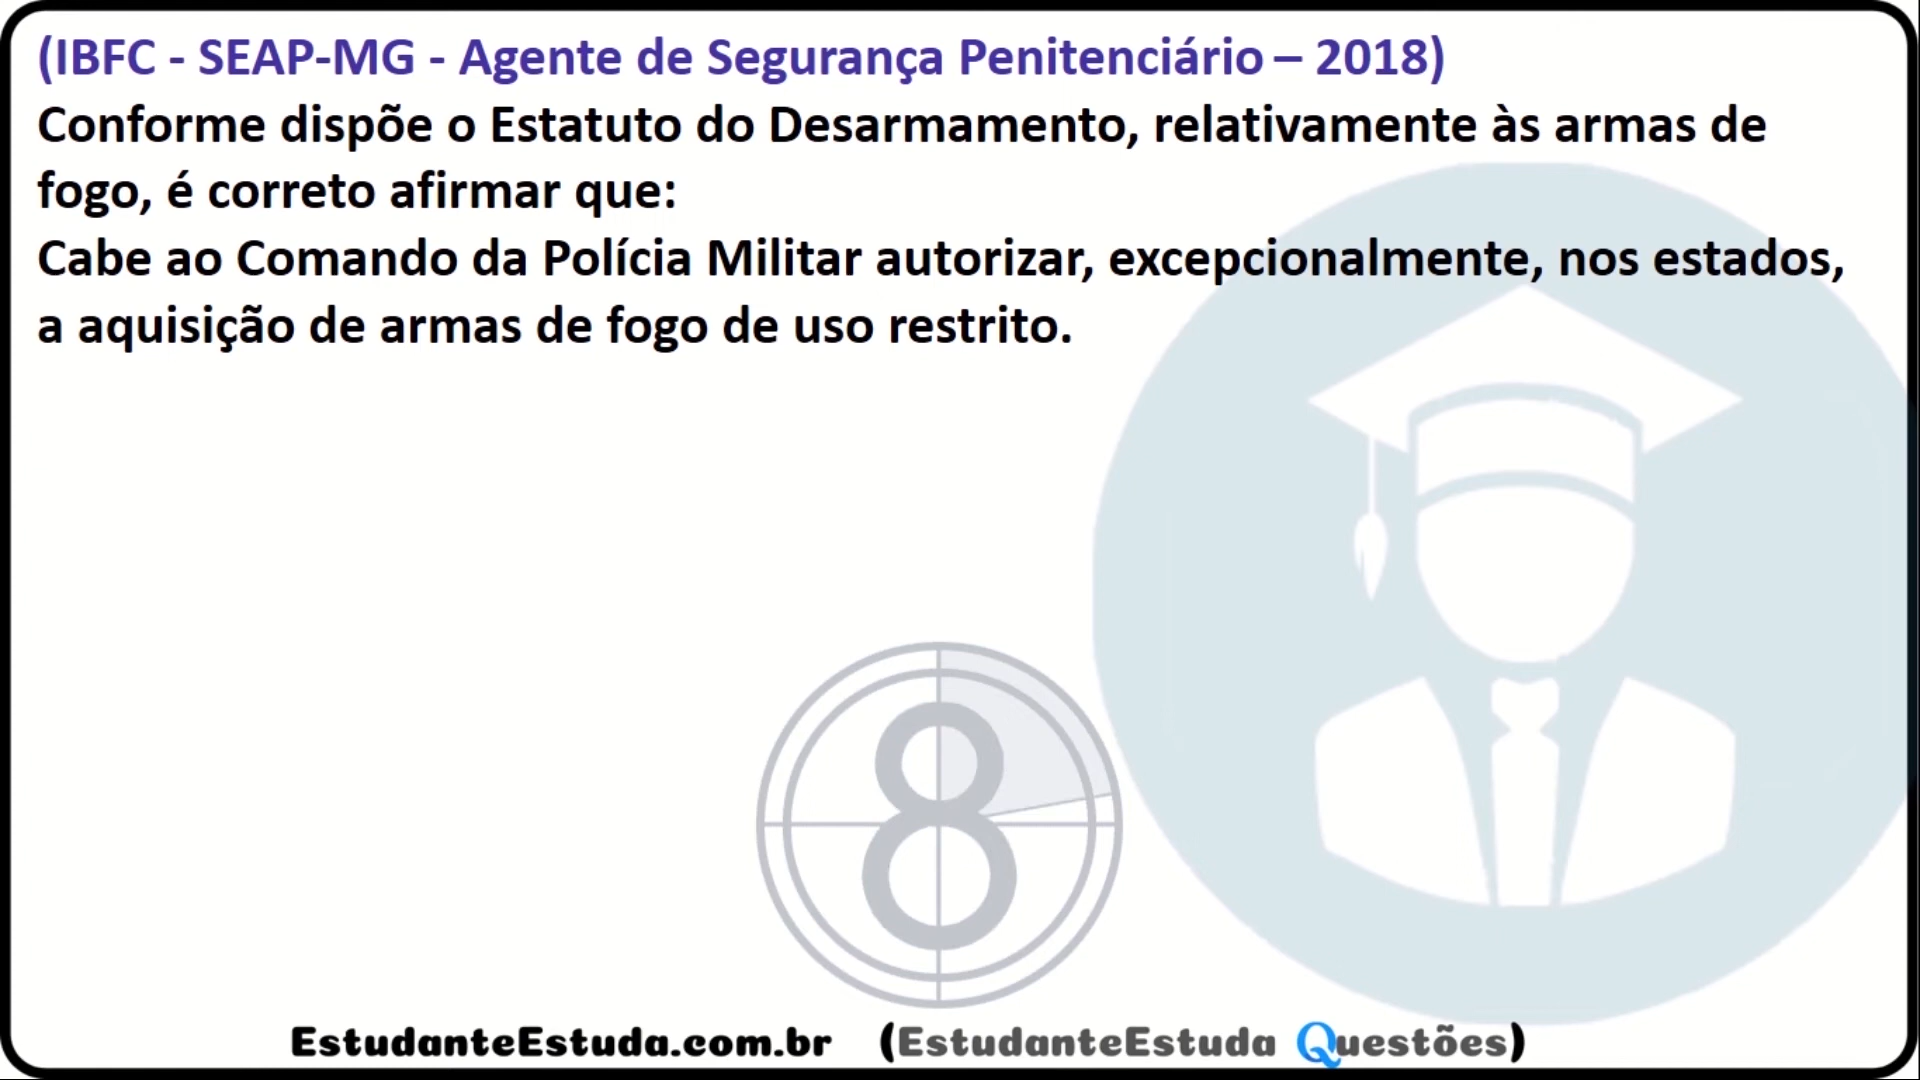 (IBFC - SEAP-MG - Agente de Segurança Penitenciário – 2018)
Conforme dispõe o Estatuto do Desarmamento, relativamente às armas de
fogo, é correto afirmar que:
Cabe ao Comando da Polícia Militar autorizar, excepcionalmente, nos estados,
a aquisição de armas de fogo de uso restrito.
8
EstudanteEstuda.com.br (EstudanteEstuda Questões)